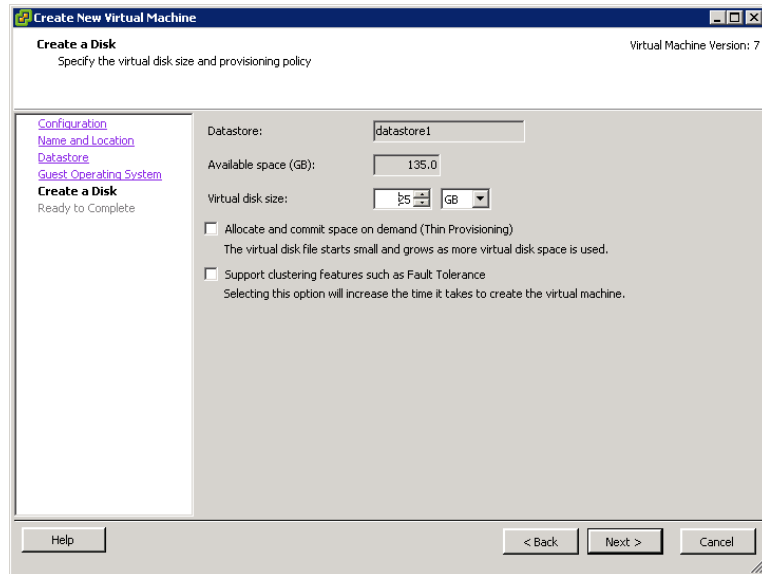 Create New Virtual Machine
Create a Disk
Specify the virtual disk size and provisioning policy
Virtual Machine Version: 7
Configuration
Name and Location
Datastore
Guest Operating System
Create a Disk
Ready to Complete
Datastore:
datastore1
Available space (GB):
135.0
Virtual disk size:
25
GB
Allocate and commit space on demand (Thin Provisioning)
The virtual disk file starts small and grows as more virtual disk space is used.
Support clustering features such as Fault Tolerance
Selecting this option will increase the time it takes to create the virtual machine.
Help
< Back
Next >
Cancel